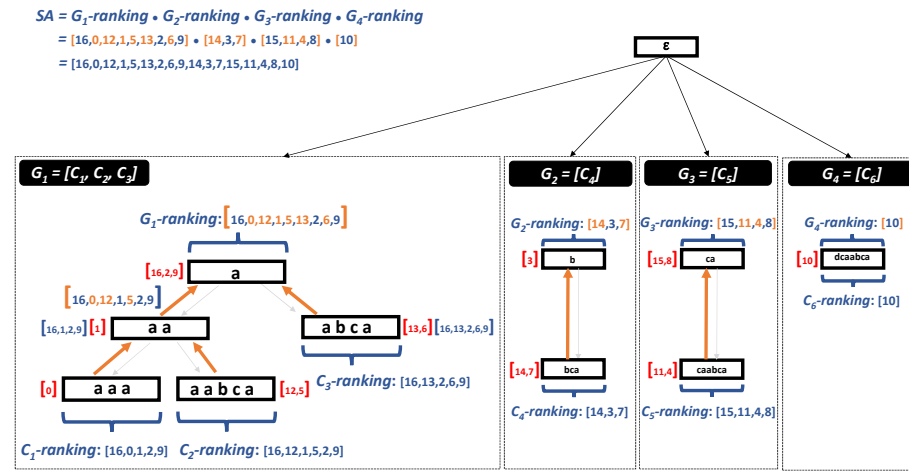 SA = G1-ranking • G2-ranking • G3-ranking • G4-ranking
= [16,0,12,1,5,13,2,6,9] • [14,3,7] • [15,11,4,8] • [10]
= [16,0,12,1,5,13,2,6,9,14,3,7,15,11,4,8,10]
ε
G1 = [C1, C2, C3]
G2 = [C4]
G3 = [C5]
G4 = [C6]
G1-ranking: [16,0,12,1,5,13,2,6,9]
G2-ranking: [14,3,7]
G3-ranking: [15,11,4,8]
G4-ranking: [10]
[16,2,9] a
[3] b
[15,8] ca
[10] dcaabca
C6-ranking: [10]
[16,0,12,1,5,2,9]
[16,1,2,9] [1] a a
a b c a [13,6] [16,13,2,6,9]
C3-ranking: [16,13,2,6,9]
[0] a a a
a a b c a [12,5]
[14,7] bca
[11,4] caabca
C4-ranking: [14,3,7]
C5-ranking: [15,11,4,8]
C1-ranking: [16,0,1,2,9]
C2-ranking: [16,12,1,5,2,9]